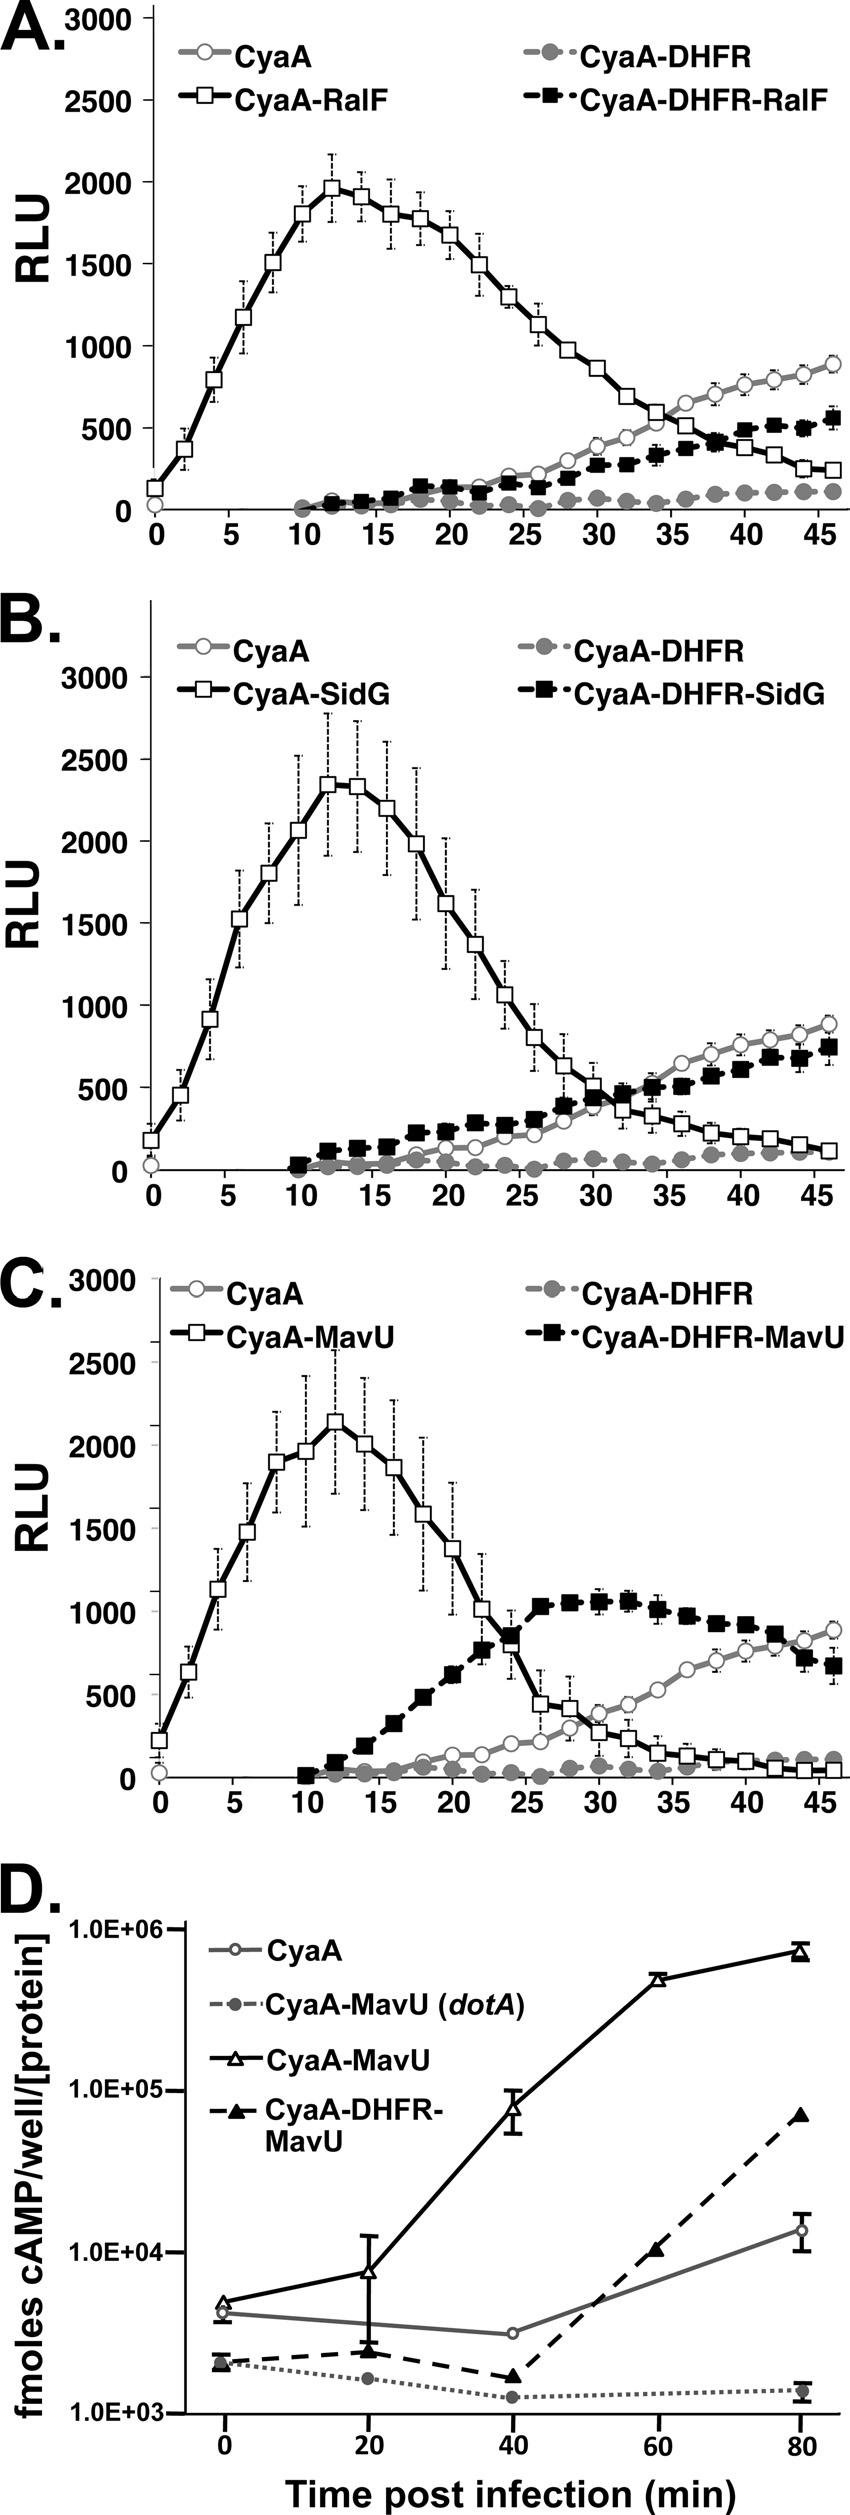 A.
3000
2500
2000
1500
1000
500
0
RLU
CyaA
CyaA-DHFR
CyaA-RalF
CyaA-DHFR-RalF
0 5 10 15 20 25 30 35 40 45
B.
3000
2500
2000
1500
1000
500
0
RLU
CyaA
CyaA-DHFR
CyaA-SidG
CyaA-DHFR-SidG
0 5 10 15 20 25 30 35 40 45
C.
3000
2500
2000
1500
1000
500
0
RLU
CyaA
CyaA-DHFR
CyaA-MavU
CyaA-DHFR-MavU
0 5 10 15 20 25 30 35 40 45
D.
1.0E+06
1.0E+05
1.0E+04
1.0E+03
fmoles cAMP/well/[protein]
CyaA
CyaA-MavU (dotA)
CyaA-MavU
CyaA-DHFR-
MavU
0 20 40 60 80
Time post infection (min)